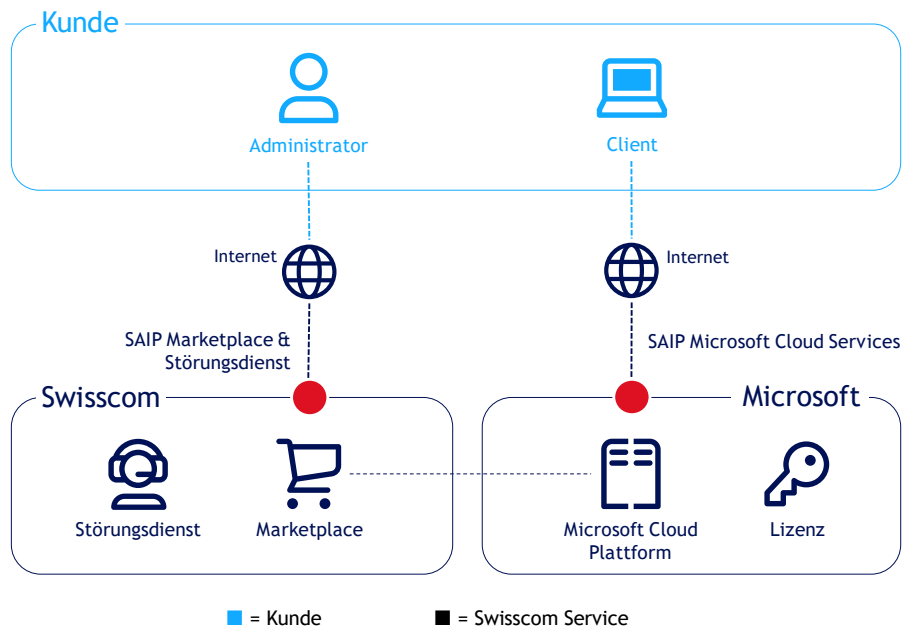 Kunde
Administrator
Client
Internet
Internet
SAIP Marketplace &
Störungsdienst
SAIP Microsoft Cloud Services
Swisscom
Microsoft
Störungsdienst
Marketplace
Microsoft Cloud
Plattform
Lizenz
= Kunde
= Swisscom Service